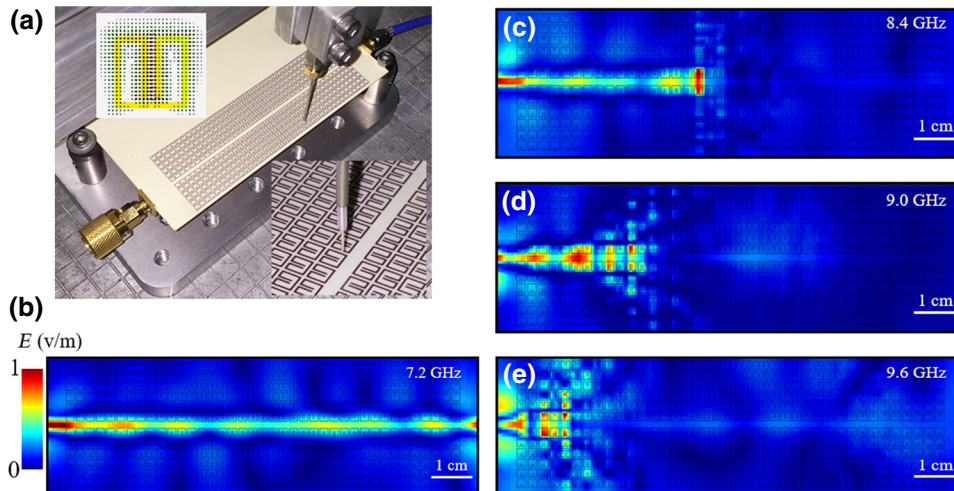 (a)
(b)
E (v/m)
1
0
7.2 GHz
1 cm
(c)
8.4 GHz
1 cm
(d)
9.0 GHz
1 cm
(e)
9.6 GHz
1 cm